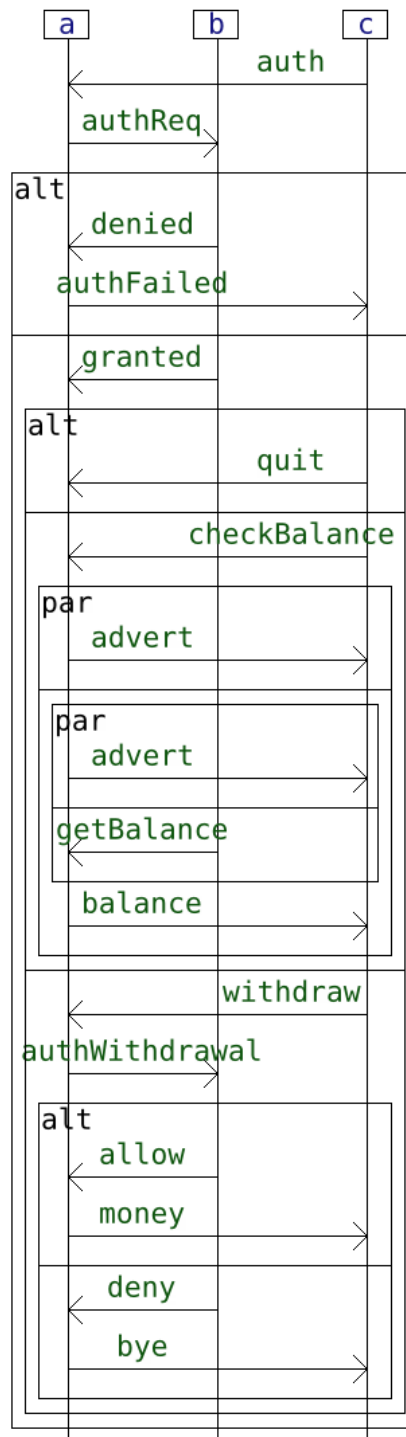 a b c
auth
authReq
alt
denied
authFailed
granted
alt
quit
checkBalance
par
advert
par
advert
getBalance
balance
withdraw
authWithdrawal
alt
allow
money
deny
bye